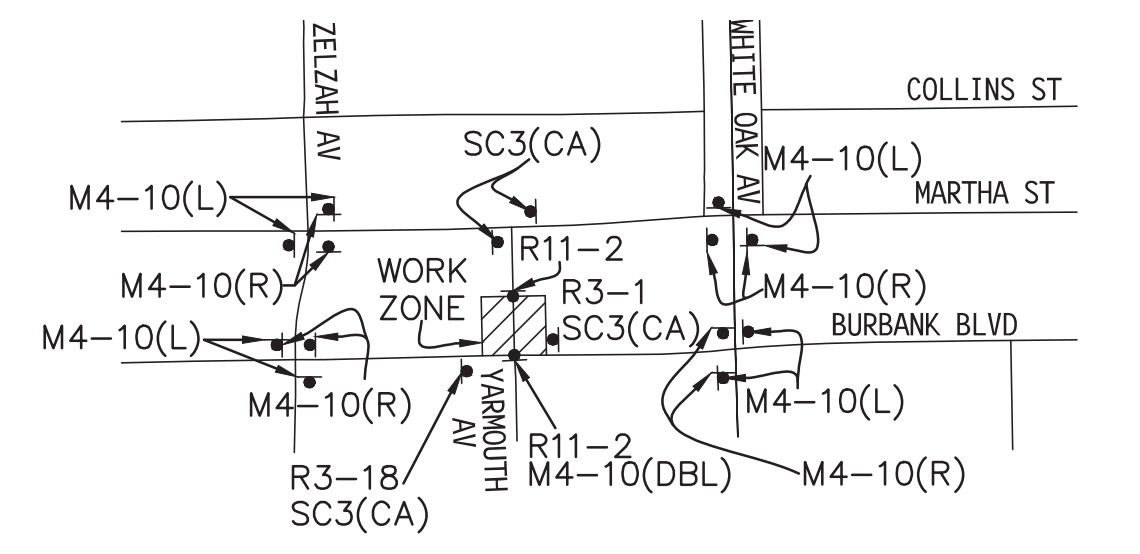 ZELZAH AV
WHITE OAK AV
COLLINS ST
SC3(CA)
M4-10(L)
M4-10(L)
MARTHA ST
R11-2
WORK
ZONE
M4-10(R)
R3-1
SC3(CA)
M4-10(R)
M4-10(L)
BURBANK BLVD
M4-10(R)
YARMOUTH
AV
M4-10(L)
R11-2
M4-10(DBL)
M4-10(R)
R3-18
SC3(CA)